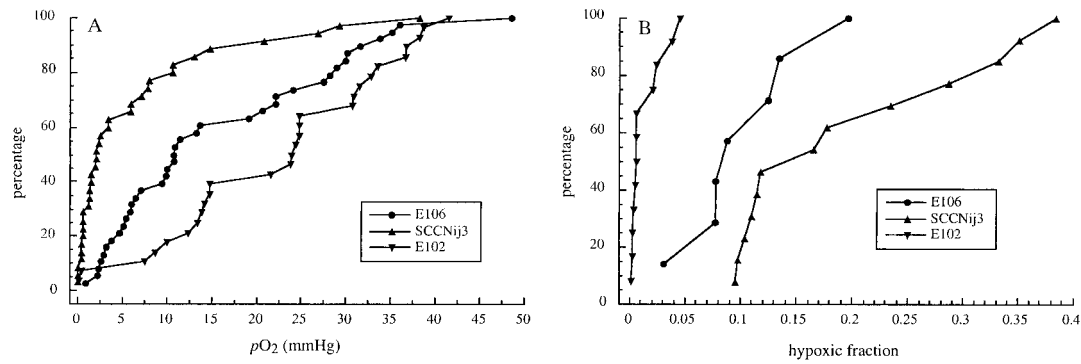 A
100
80
60
40
20
0
percentage
0 5 10 15 20 25 30 35 40 45 50
pO2 (mmHg)
E106
SCCNij3
E102
B
100
80
60
40
20
0
percentage
0 0.05 0.1 0.15 0.2 0.25 0.3 0.35 0.4
hypoxic fraction
E106
SCCNij3
E102